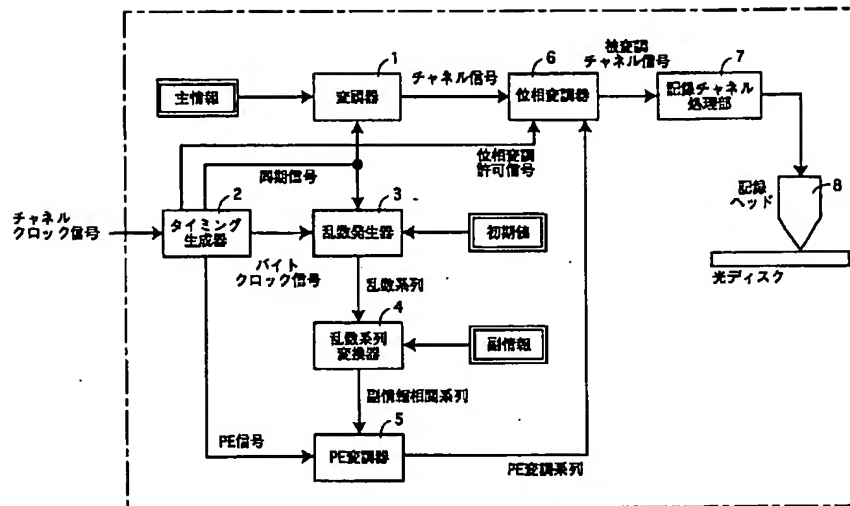 被変調
チャネル信号
1
チャネル信号
6
7
主情報
変調器
位相変調器
記録チャネル
処理部
同期信号
位相変調
許可信号
記録
ヘッド
8
チャネル
クロック信号
2
タイミング
生成器
3
乱数発生器
初期値
バイト
クロック信号
乱数系列
光ディスク
4
乱数系列
変換器
副情報
副情報相関系列
PE信号
5
PE変調器
PE変調系列